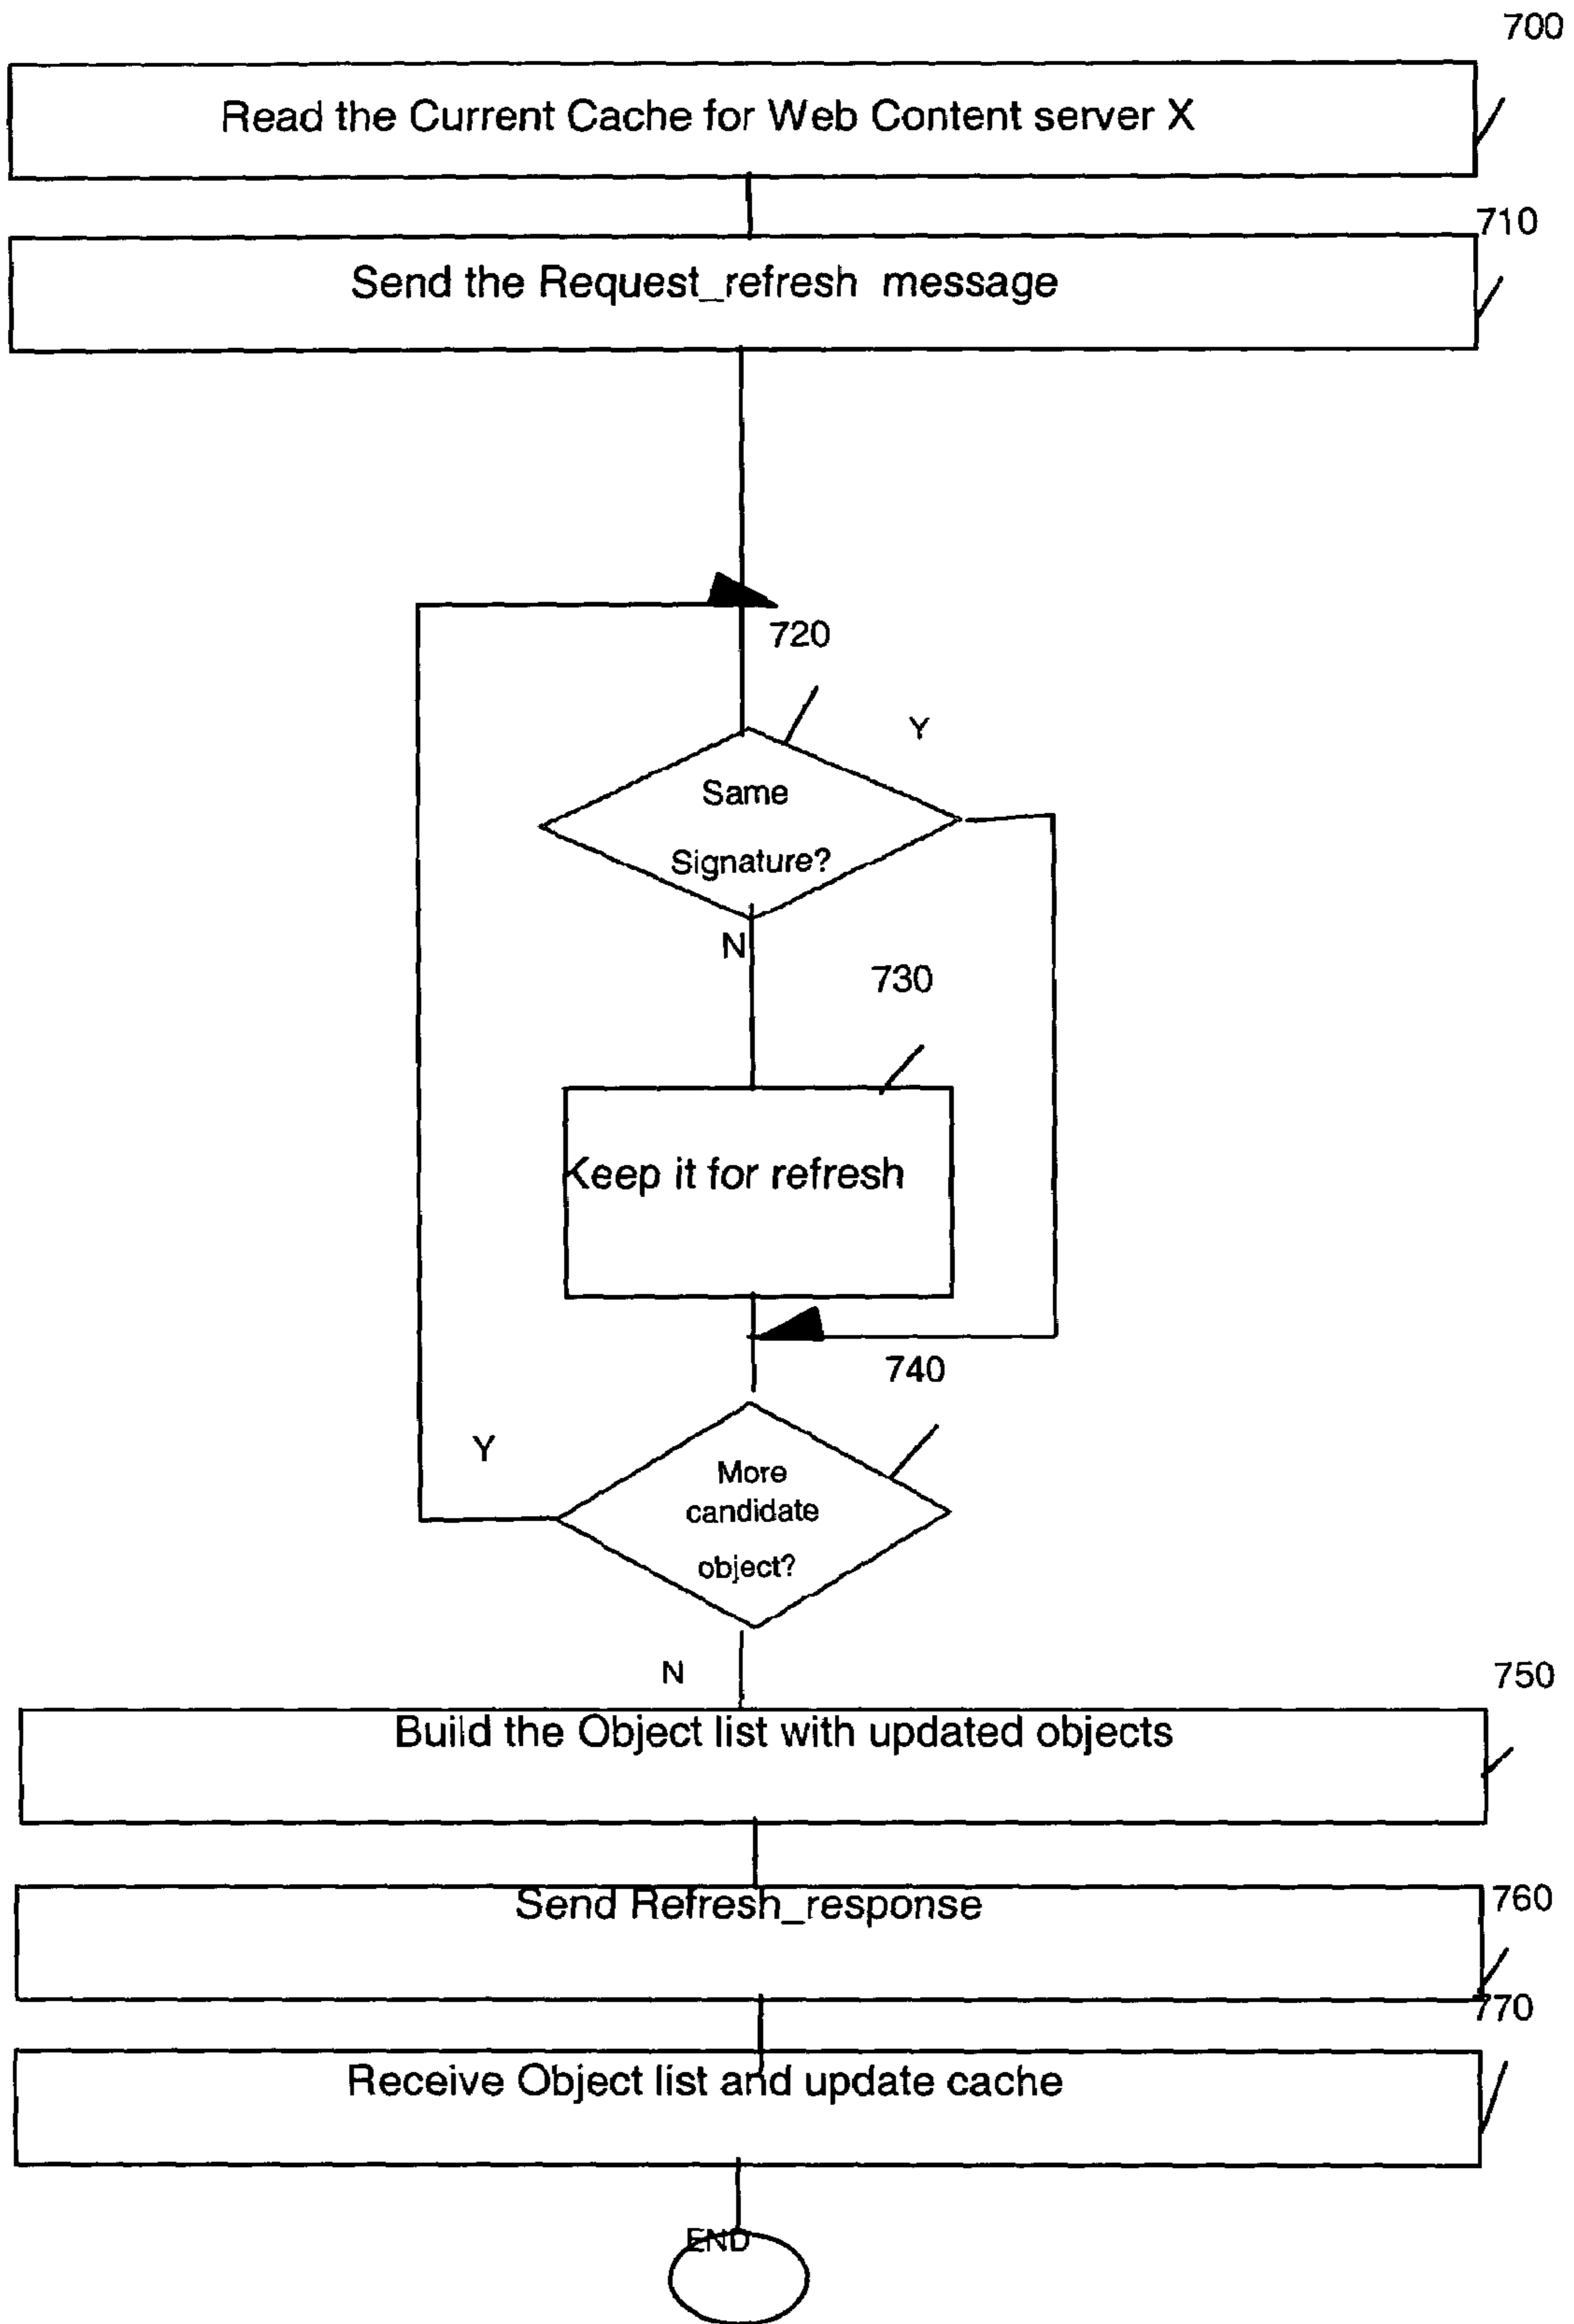 700
Read the Current Cache for Web Content server X
710
Send the Request_refresh message
720
Y
Same
Signature?
N
730
Keep it for refresh
740
Y
More
candidate
object?
N
750
Build the Object list with updated objects
760
Send Refresh_response
770
Receive Object list and update cache
END